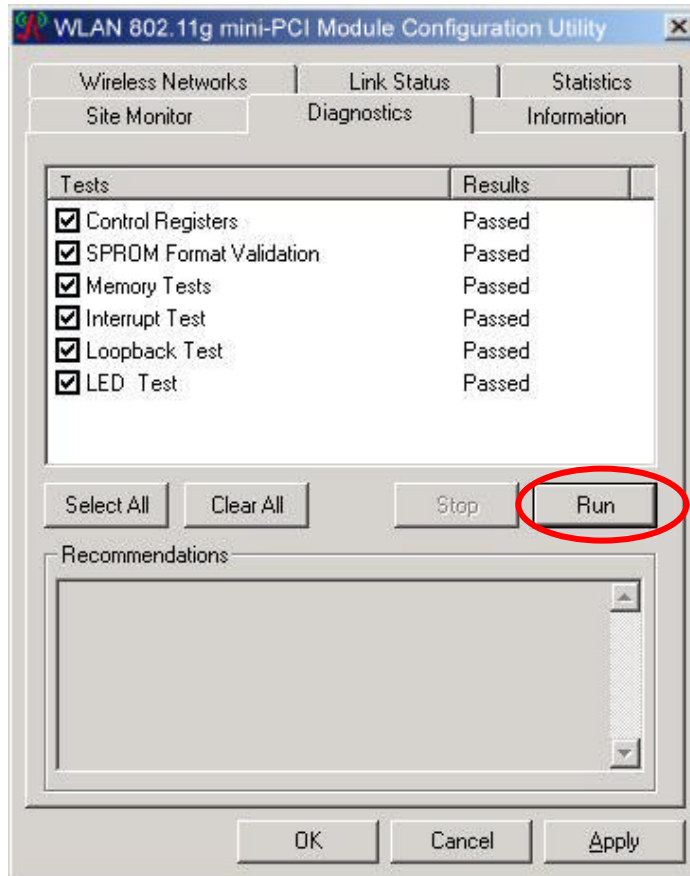 WLAN 802.11g mini-PCI Module Configuration Utility
Wireless Networks Link Status Statistics
Site Monitor Diagnostics Information
Tests Results
Control Registers Passed
SPROM Format Validation Passed
Memory Tests Passed
Interrupt Test Passed
Loopback Test Passed
LED Test Passed
Select All Clear All Stop Run
Recommendations
OK Cancel Apply